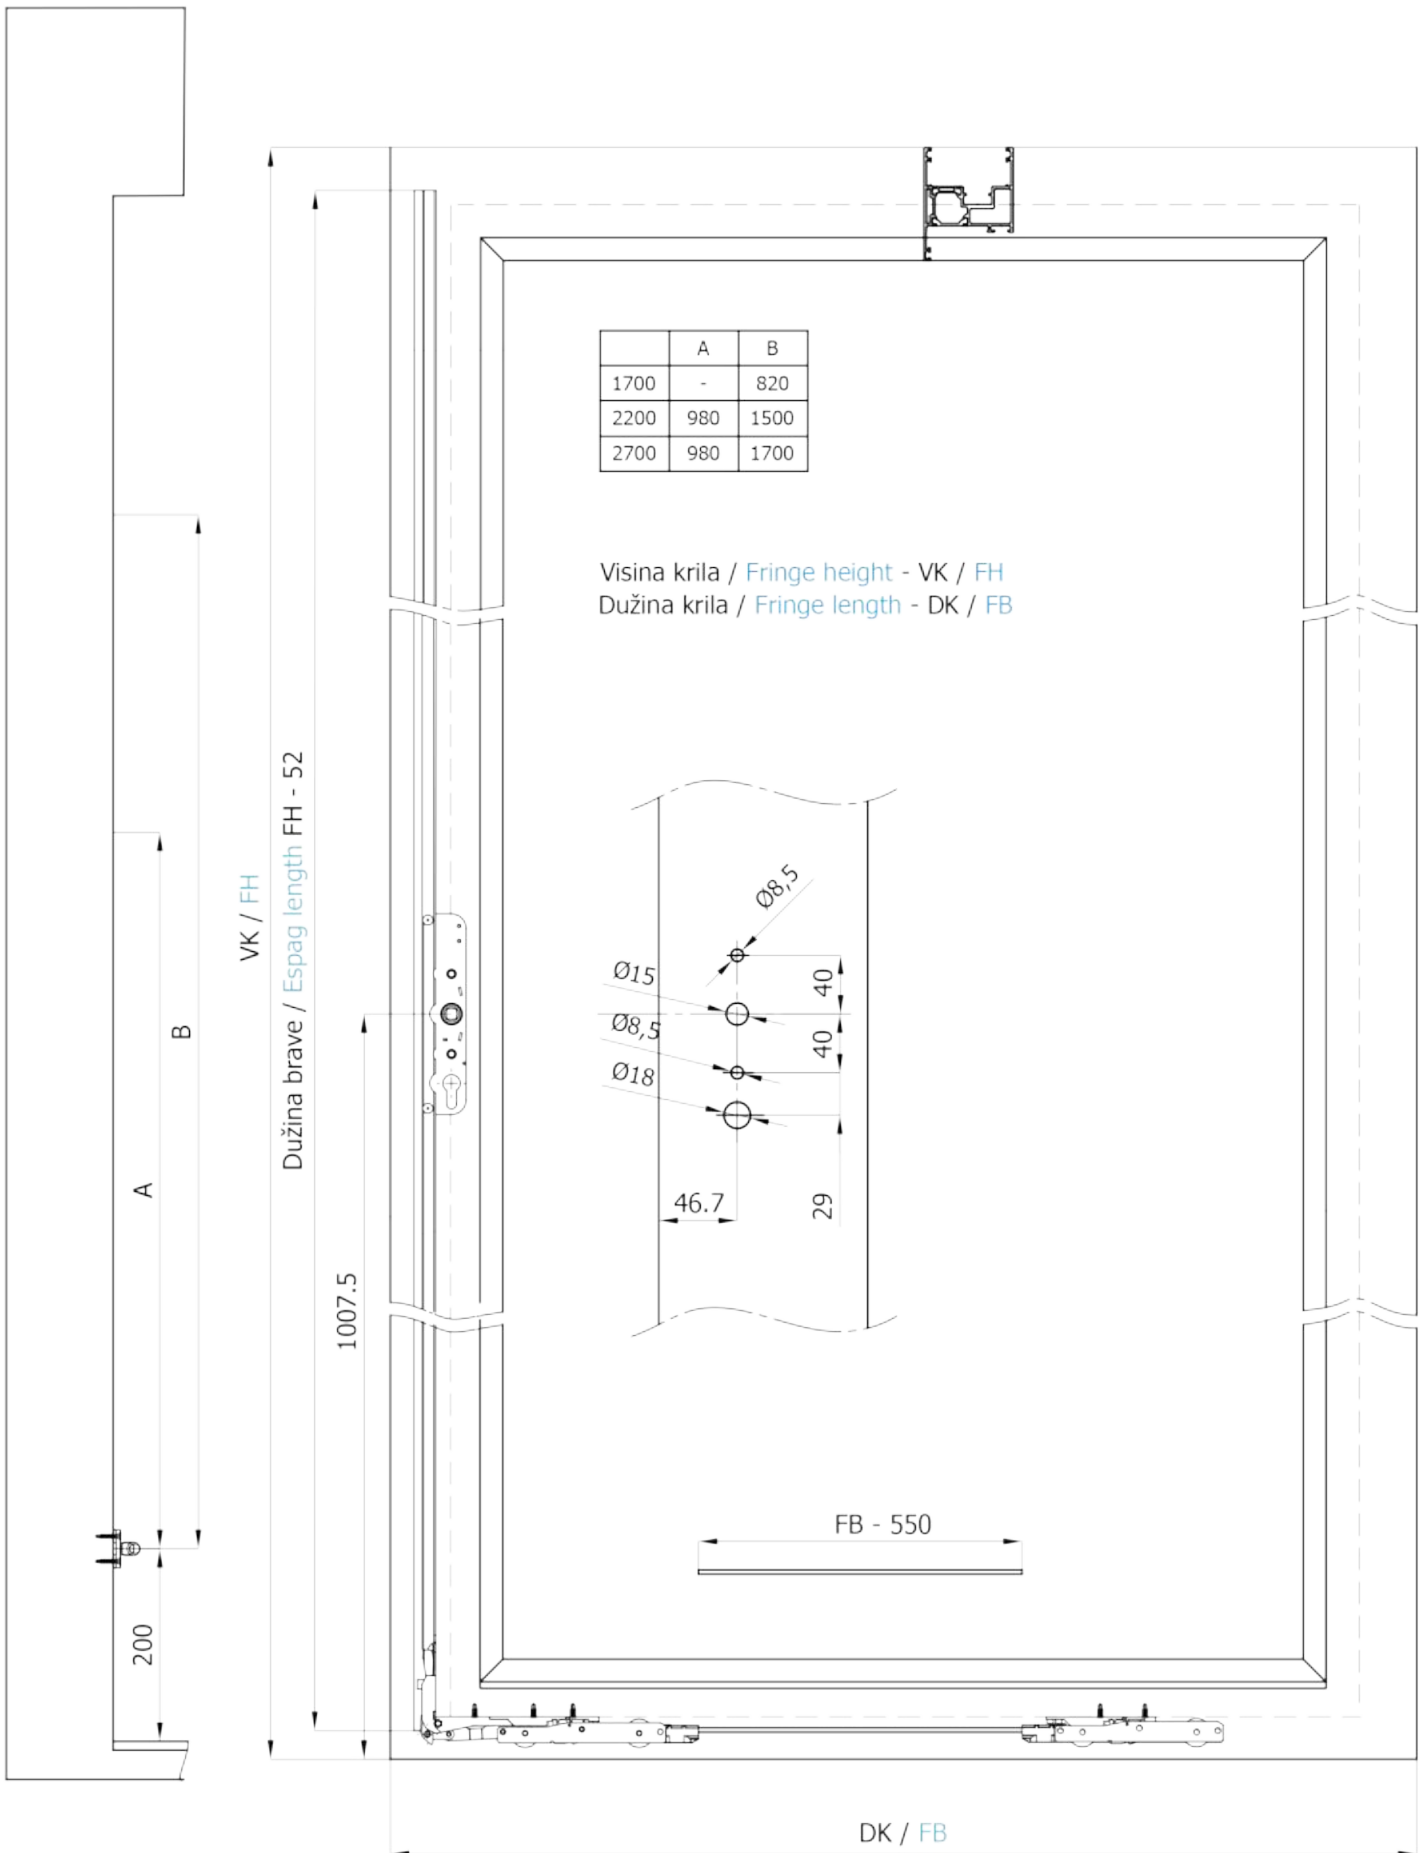 A B
1700 - 820
2200 980 1500
2700 980 1700
Visina krila / Fringe height - VK / FH
Dužina krila / Fringe length - DK / FB
VK / FH
Dužina brave / Espag length FH - 52
B
A
200
1007.5
Ø8,5
Ø15
40
Ø8,5
40
Ø18
46.7
29
FB - 550
DK / FB